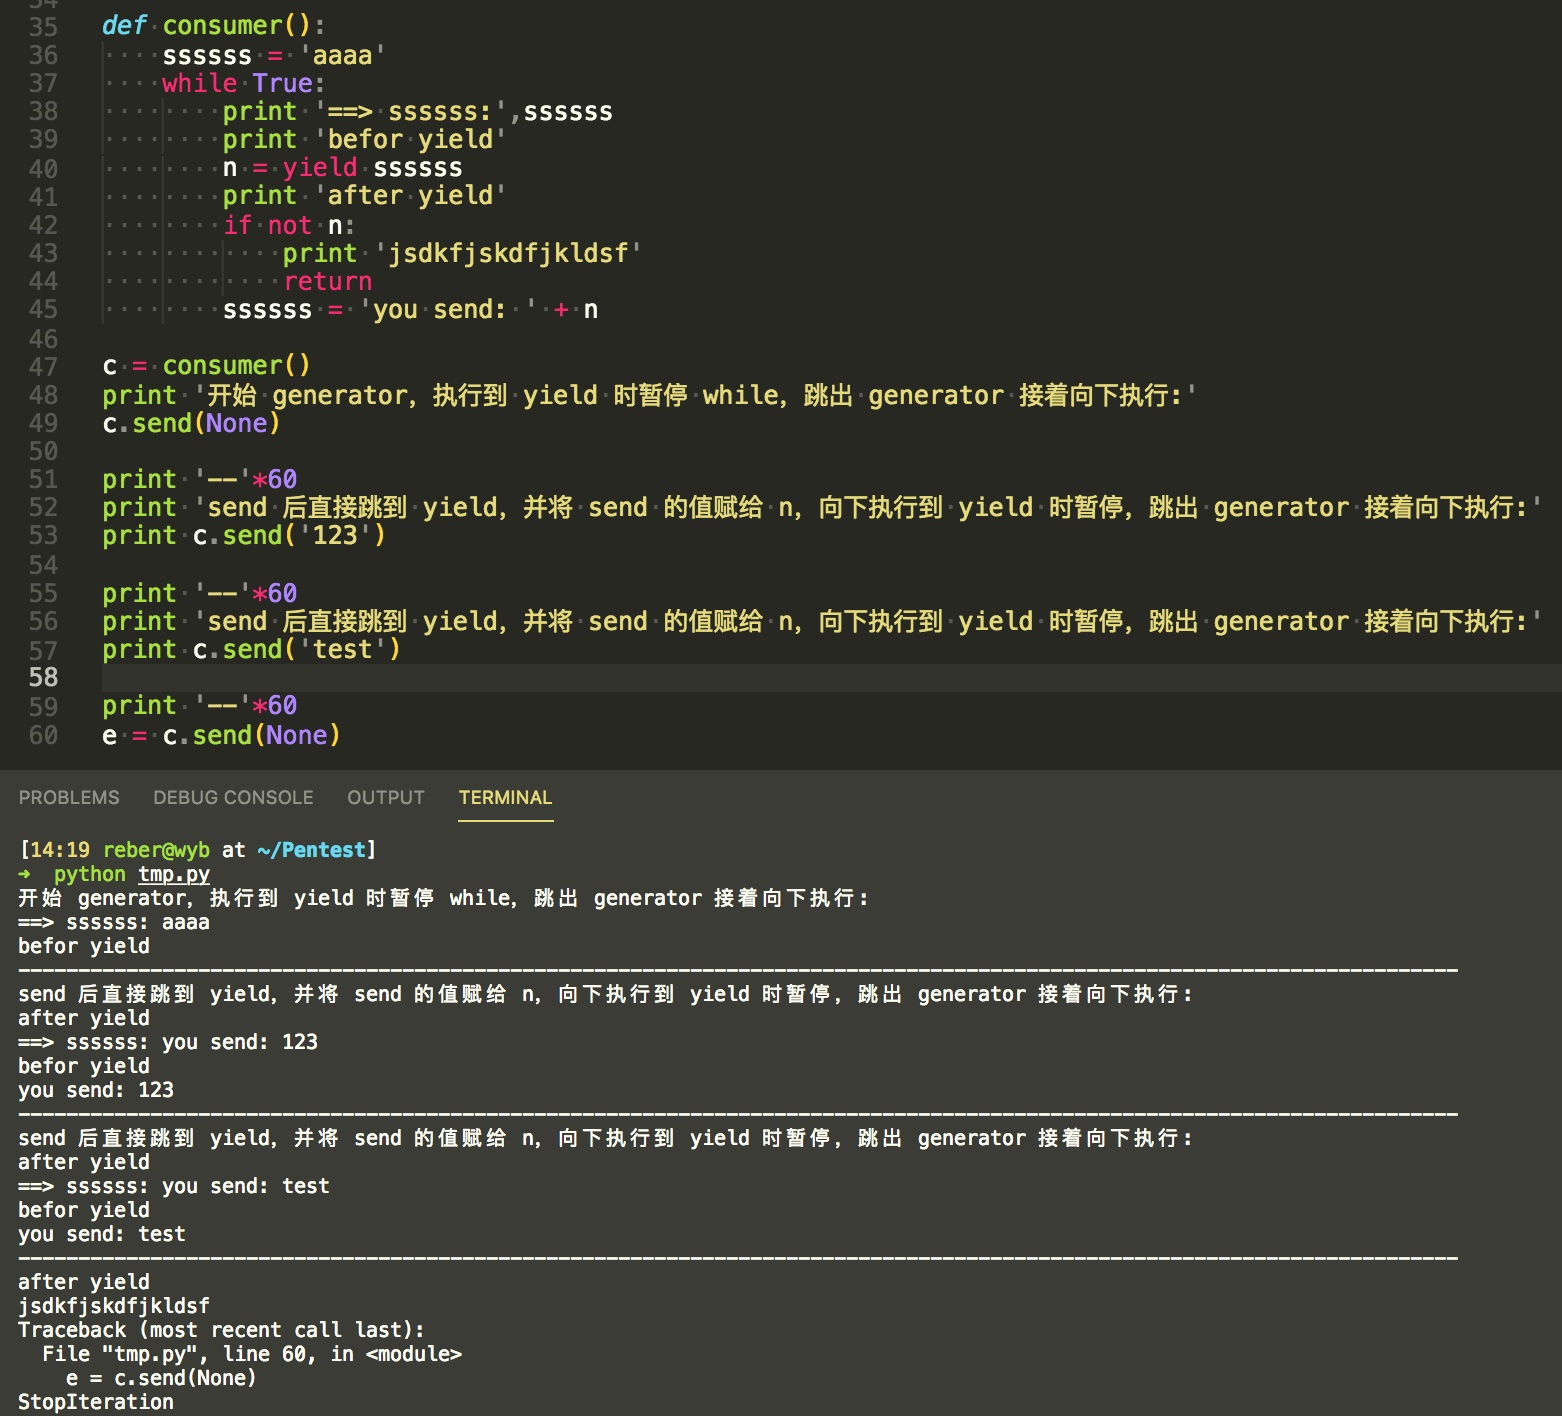 34
35 def consumer():
36     ssssss = 'aaaa'
37     while True:
38         print '==> ssssss:',ssssss
39         print 'befor yield'
40         n = yield ssssss
41         print 'after yield'
42         if not n:
43             print 'jsdkfjskdfjkldsf'
44             return
45         ssssss = 'you send: ' + n
46
47 c = consumer()
48 print '开始 generator，执行到 yield 时暂停 while，跳出 generator 接着向下执行:'
49 c.send(None)
50
51 print '--'*60
52 print 'send 后直接跳到 yield，并将 send 的值赋给 n，向下执行到 yield 时暂停，跳出 generator 接着向下执行:'
53 print c.send('123')
54
55 print '--'*60
56 print 'send 后直接跳到 yield，并将 send 的值赋给 n，向下执行到 yield 时暂停，跳出 generator 接着向下执行:'
57 print c.send('test')
58
59 print '--'*60
60 e = c.send(None)
PROBLEMS DEBUG CONSOLE OUTPUT TERMINAL
[14:19 reber@wyb at ~/Pentest]
➜  python tmp.py
开始 generator，执行到 yield 时暂停 while，跳出 generator 接着向下执行:
==> ssssss: aaaa
befor yield
------------------------------------------------------------------------------------------------------------------------
send 后直接跳到 yield，并将 send 的值赋给 n，向下执行到 yield 时暂停，跳出 generator 接着向下执行:
after yield
==> ssssss: you send: 123
befor yield
you send: 123
------------------------------------------------------------------------------------------------------------------------
send 后直接跳到 yield，并将 send 的值赋给 n，向下执行到 yield 时暂停，跳出 generator 接着向下执行:
after yield
==> ssssss: you send: test
befor yield
you send: test
------------------------------------------------------------------------------------------------------------------------
after yield
jsdkfjskdfjkldsf
Traceback (most recent call last):
  File "tmp.py", line 60, in <module>
    e = c.send(None)
StopIteration